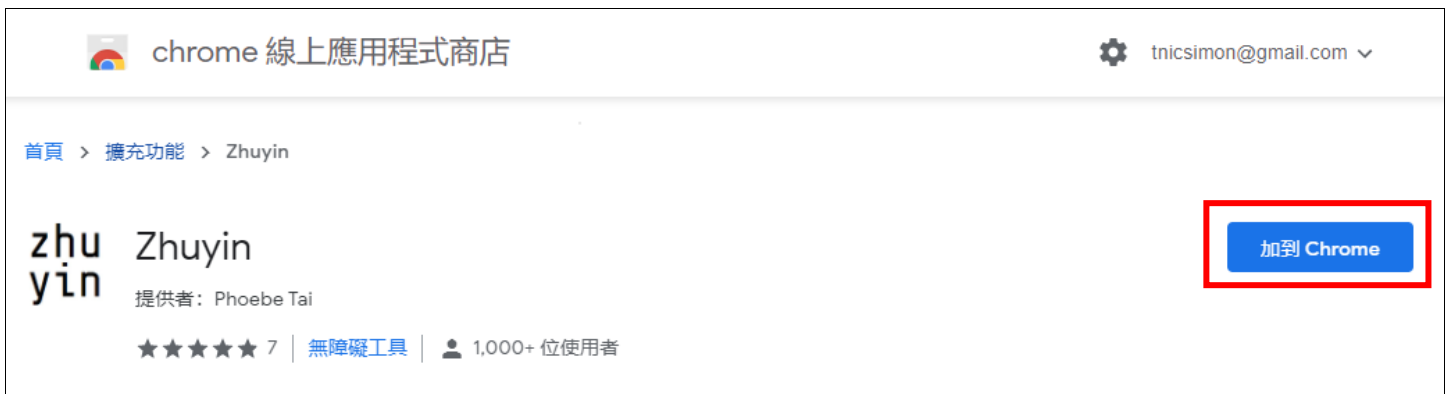 chrome 線上應用程式商店
tnicsimon@gmail.com
首頁 > 擴充功能 > Zhuyin
zhu
yin
Zhuyin
加到 Chrome
提供者：Phoebe Tai
★★★★★ 7 | 無障礙工具 | 1,000+ 位使用者